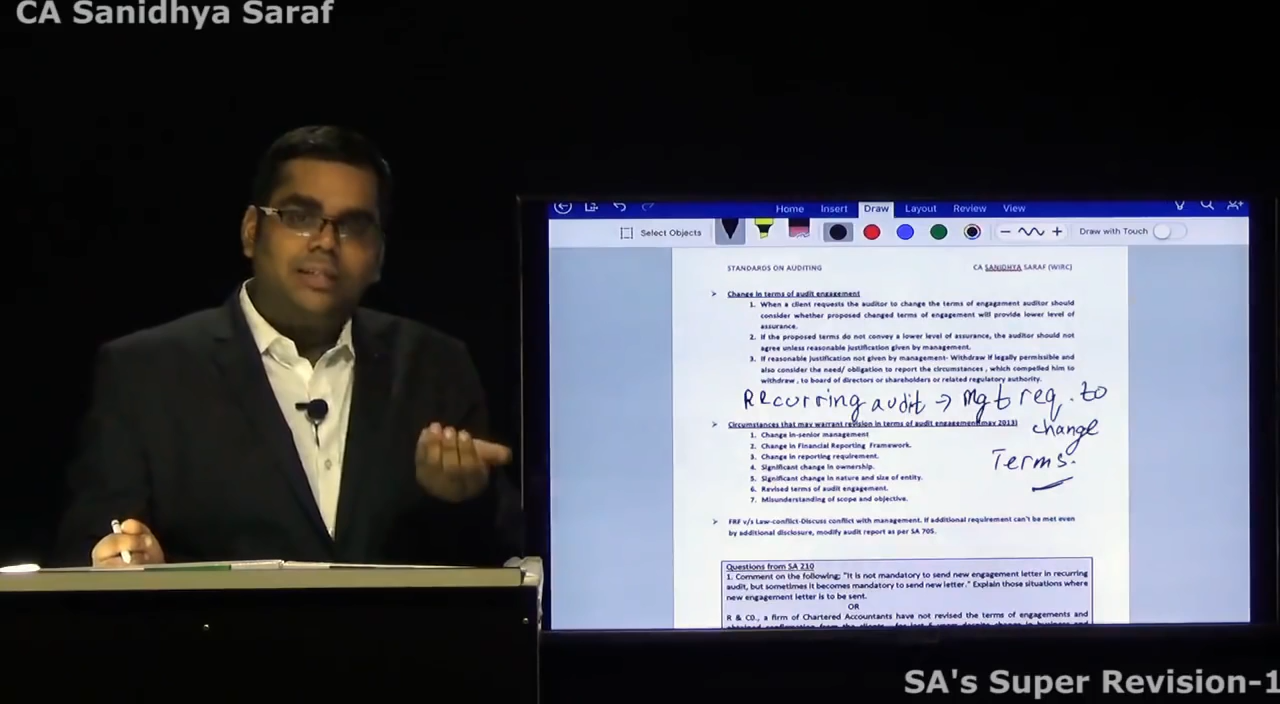 CA Sanidhya Saraf
Home Insert Draw Layout Review View
Select Objects
Draw with Touch
STANDARDS ON AUDITING
CA SANIDHYA SARAF (WIRC)
Change in terms of audit engagement
1. When a client requests the auditor to change the terms of engagement auditor should
consider whether proposed changed terms of engagement will provide lower level of
assurance.
2. If the proposed terms do not convey a lower level of assurance, the auditor should not
agree unless reasonable justification given by management.
3. If reasonable justification not given by management- Withdraw if legally permissible and
also consider the need/ obligation to report the circumstances , which compelled him to
withdraw , to board of directors or shareholders or related regulatory authority.
Recurring audit → Mgt req. to
change
Terms.
Circumstances that may warrant revision in terms of audit engagement(may 2013)
1. Change in-senior management
2. Change in Financial Reporting Framework.
3. Change in reporting requirement.
4. Significant change in ownership.
5. Significant change in nature and size of entity.
6. Revised terms of audit engagement.
7. Misunderstanding of scope and objective.
FRF v/s Law-conflict-Discuss conflict with management. If additional requirement can't be met even
by additional disclosure, modify audit report as per SA 705.
Questions from SA 210
1. Comment on the following; "It is not mandatory to send new engagement letter in recurring
audit, but sometimes it becomes mandatory to send new letter." Explain those situations where
new engagement letter is to be sent.
OR
R & CO., a firm of Chartered Accountants have not revised the terms of engagements and
SA's Super Revision-1